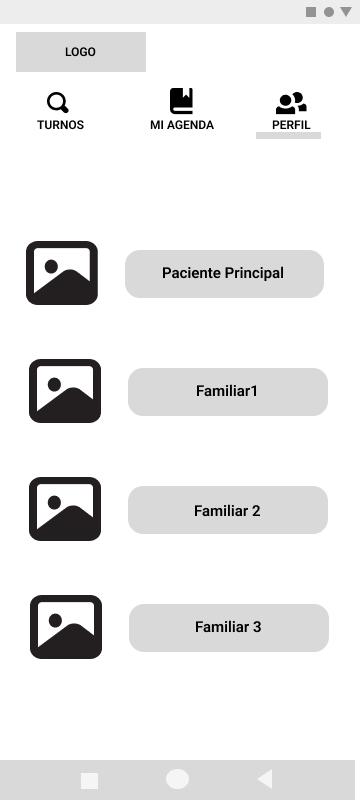 LOGO
TURNOS
MI AGENDA
PERFIL
Paciente Principal
Familiar1
Familiar 2
Familiar 3